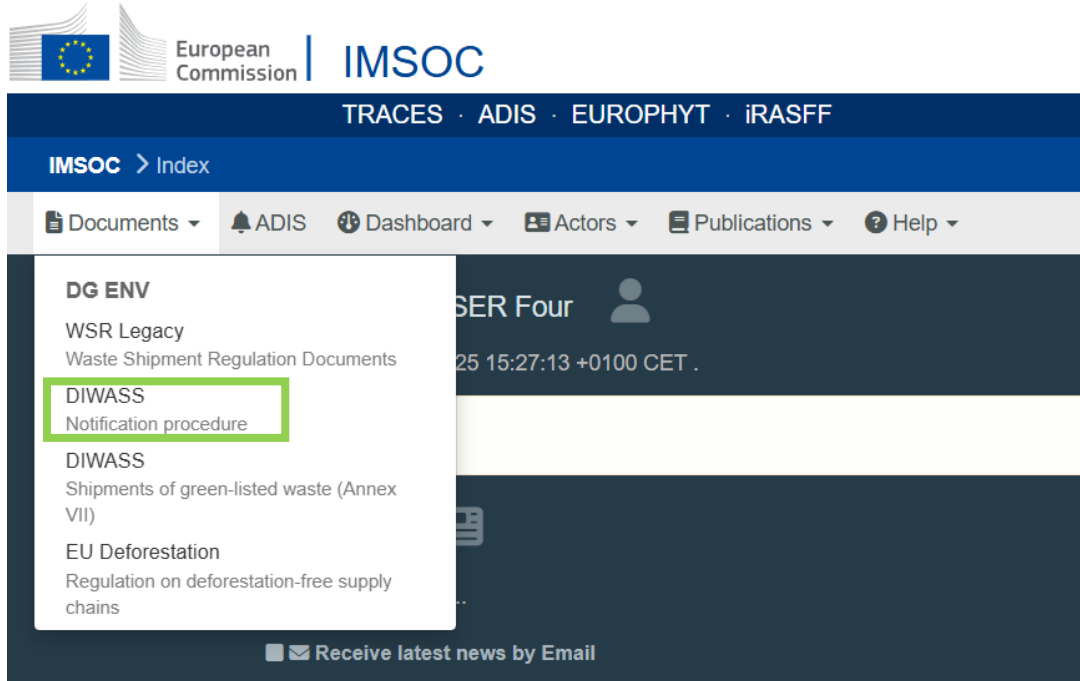 European
Commission
IMSOC
TRACES · ADIS · EUROPHYT · iRASFF
IMSOC > Index
Documents ADIS Dashboard Actors Publications Help
DG ENV
WSR Legacy
Waste Shipment Regulation Documents
DIWASS
Notification procedure
DIWASS
Shipments of green-listed waste (Annex
VII)
EU Deforestation
Regulation on deforestation-free supply
chains
Four
25 15:27:13 +0100 CET .
..
Receive latest news by Email